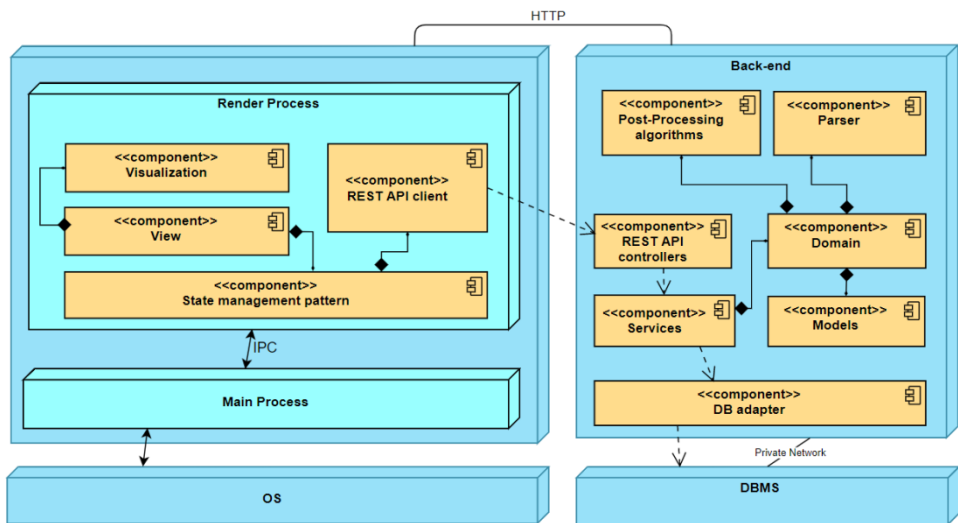 HTTP
Render Process
<<component>>
Visualization
<<component>>
View
<<component>>
REST API client
<<component>>
State management pattern
IPC
Main Process
OS
Back-end
<<component>>
Post-Processing
algorithms
<<component>>
Parser
<<component>>
REST API
controllers
<<component>>
Domain
<<component>>
Services
<<component>>
Models
<<component>>
DB adapter
Private Network
DBMS